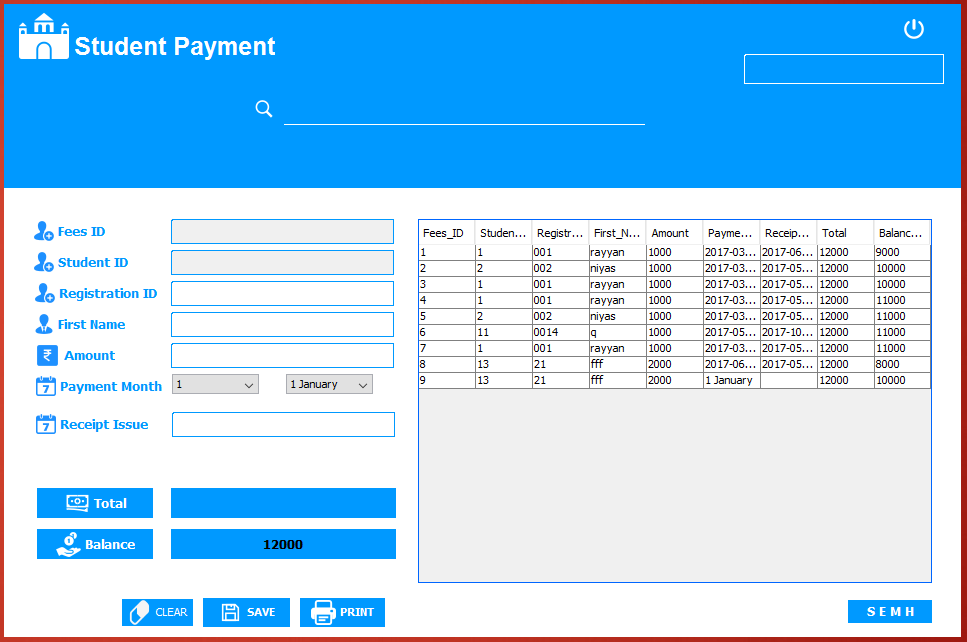 Student Payment
Fees ID
Student ID
Registration ID
First Name
₹ Amount
7 Payment Month 1 1 January
7 Receipt Issue
Total
Balance 12000
CLEAR SAVE PRINT
Fees_ID Studen... Registr... First_N... Amount Payme... Receip... Total Balanc...
1 1 001 rayyan 1000 2017-03... 2017-06... 12000 9000
2 2 002 niyas 1000 2017-03... 2017-05... 12000 10000
3 1 001 rayyan 1000 2017-03... 2017-05... 12000 10000
4 1 001 rayyan 1000 2017-03... 2017-05... 12000 11000
5 2 002 niyas 1000 2017-03... 2017-05... 12000 11000
6 11 0014 q 1000 2017-05... 2017-10... 12000 11000
7 1 001 rayyan 1000 2017-03... 2017-05... 12000 11000
8 13 21 fff 2000 2017-06... 2017-05... 12000 8000
9 13 21 fff 2000 1 January 12000 10000
S E M H